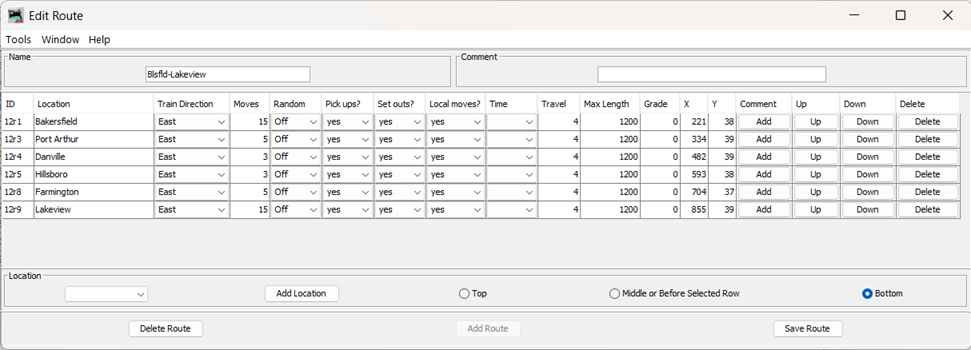 Edit Route
Tools Window Help
Name Comment
Blsfld-Lakeview
ID Location Train Direction Moves Random Pick ups? Set outs? Local moves? Time Travel Max Length Grade X Y Comment Up Down Delete
12r1 Bakersfield East 15 Off yes yes yes 4 1200 0 221 38 Add Up Down Delete
12r3 Port Arthur East 5 Off yes yes yes 4 1200 0 334 39 Add Up Down Delete
12r4 Danville East 3 Off yes yes yes 4 1200 0 482 39 Add Up Down Delete
12r5 Hillsboro East 3 Off yes yes yes 4 1200 0 593 38 Add Up Down Delete
12r8 Farmington East 5 Off yes yes yes 4 1200 0 704 37 Add Up Down Delete
12r9 Lakeview East 15 Off yes yes yes 4 1200 0 855 39 Add Up Down Delete
Location
Add Location Top Middle or Before Selected Row Bottom
Delete Route Add Route Save Route